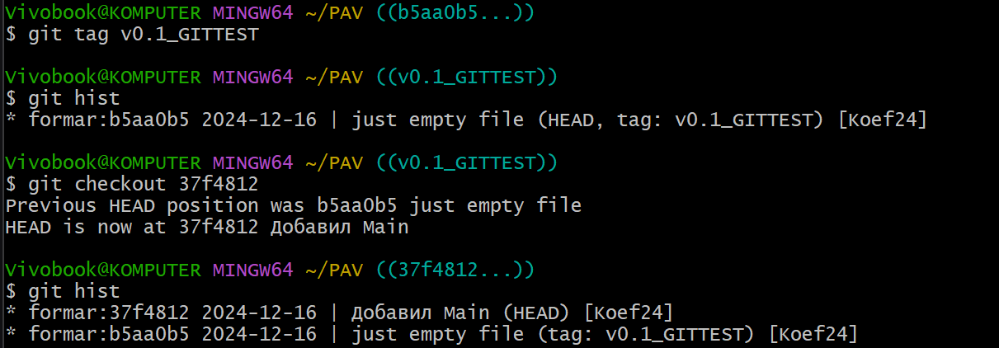 Vivobook@KOMPUTER MINGW64 ~/PAV ((b5aa0b5...))
$ git tag v0.1_GITTEST
Vivobook@KOMPUTER MINGW64 ~/PAV ((v0.1_GITTEST))
$ git hist
* formar:b5aa0b5 2024-12-16 | just empty file (HEAD, tag: v0.1_GITTEST) [Koef24]
Vivobook@KOMPUTER MINGW64 ~/PAV ((v0.1_GITTEST))
$ git checkout 37f4812
Previous HEAD position was b5aa0b5 just empty file
HEAD is now at 37f4812 Добавил Main
Vivobook@KOMPUTER MINGW64 ~/PAV ((37f4812...))
$ git hist
* formar:37f4812 2024-12-16 | Добавил Main (HEAD) [Koef24]
* formar:b5aa0b5 2024-12-16 | just empty file (tag: v0.1_GITTEST) [Koef24]